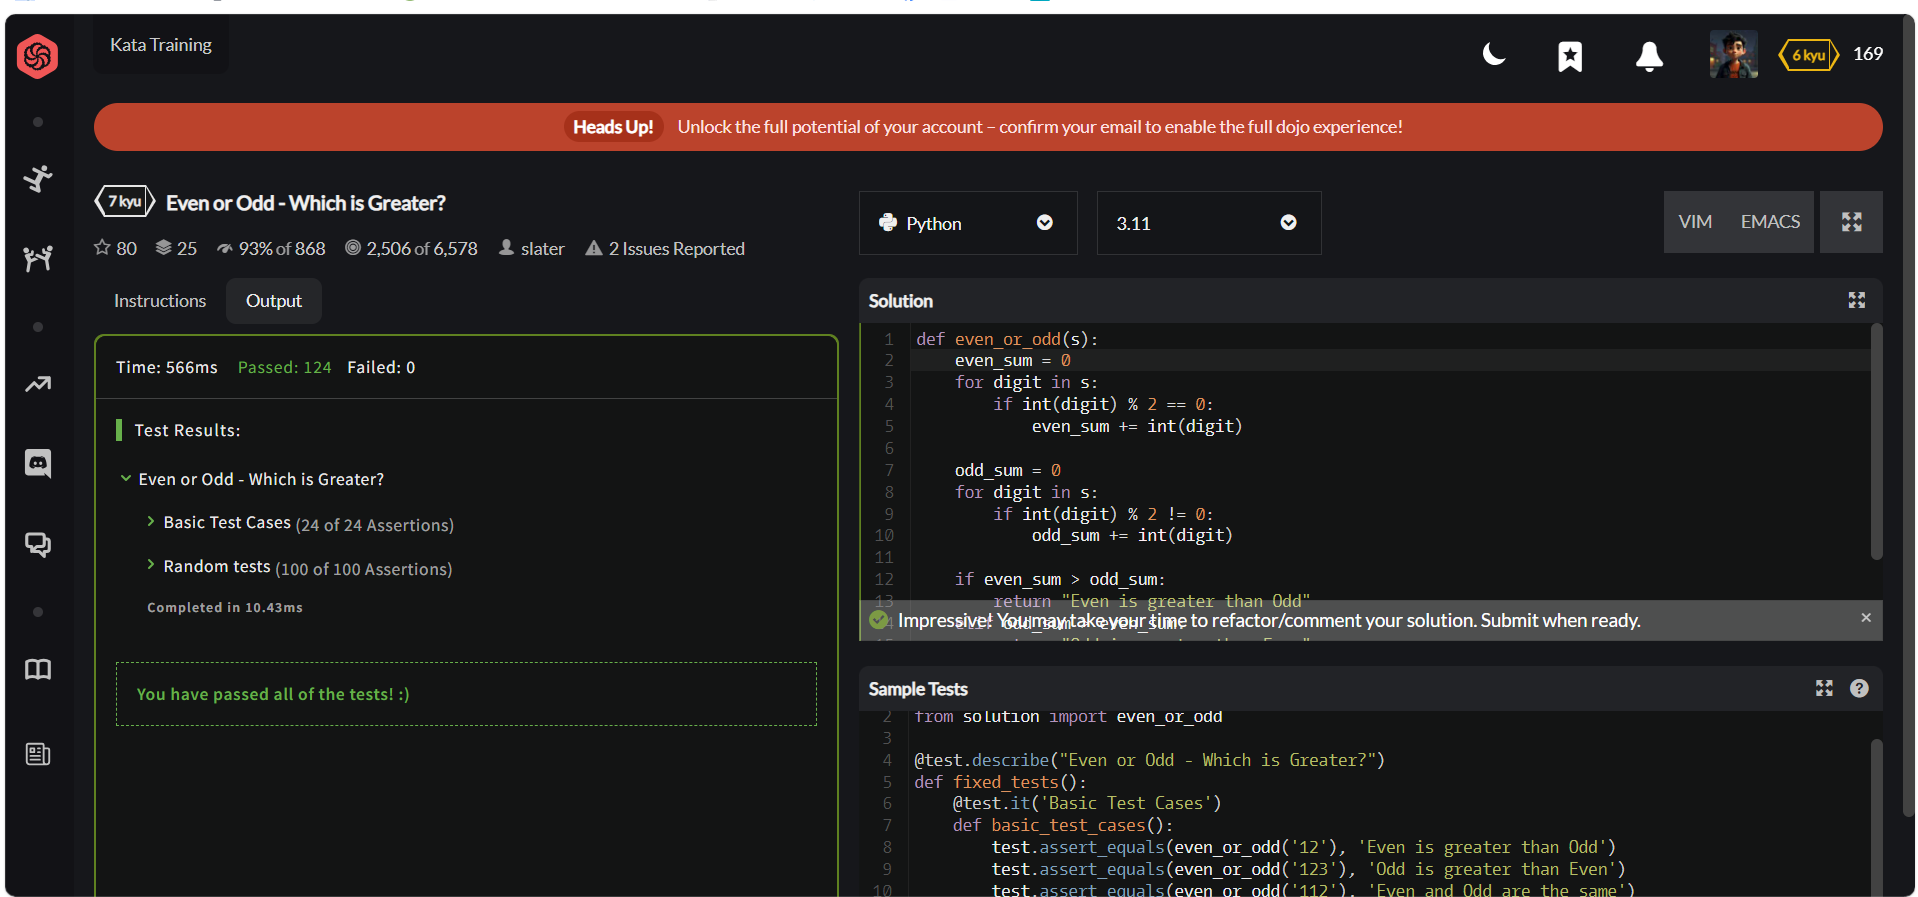 Kata Training
6 kyu 169
Heads Up! Unlock the full potential of your account – confirm your email to enable the full dojo experience!
7 kyu Even or Odd - Which is Greater?
80 25 93% of 868 2,506 of 6,578 slater 2 Issues Reported
Python 3.11 VIM EMACS
Instructions Output
Time: 566ms Passed: 124 Failed: 0
Test Results:
Even or Odd - Which is Greater?
Basic Test Cases (24 of 24 Assertions)
Random tests (100 of 100 Assertions)
Completed in 10.43ms
You have passed all of the tests! :)
Solution
1 def even_or_odd(s):
2 even_sum = 0
3 for digit in s:
4 if int(digit) % 2 == 0:
5 even_sum += int(digit)
6
7 odd_sum = 0
8 for digit in s:
9 if int(digit) % 2 != 0:
10 odd_sum += int(digit)
11
12 if even_sum > odd_sum:
13 return "Even is greater than Odd"
Impressive! You may take your time to refactor/comment your solution. Submit when ready.
Sample Tests
2 from solution import even_or_odd
3
4 @test.describe("Even or Odd - Which is Greater?")
5 def fixed_tests():
6 @test.it('Basic Test Cases')
7 def basic_test_cases():
8 test.assert_equals(even_or_odd('12'), 'Even is greater than Odd')
9 test.assert_equals(even_or_odd('123'), 'Odd is greater than Even')
10 test.assert_equals(even_or_odd('112'), 'Even and Odd are the same')